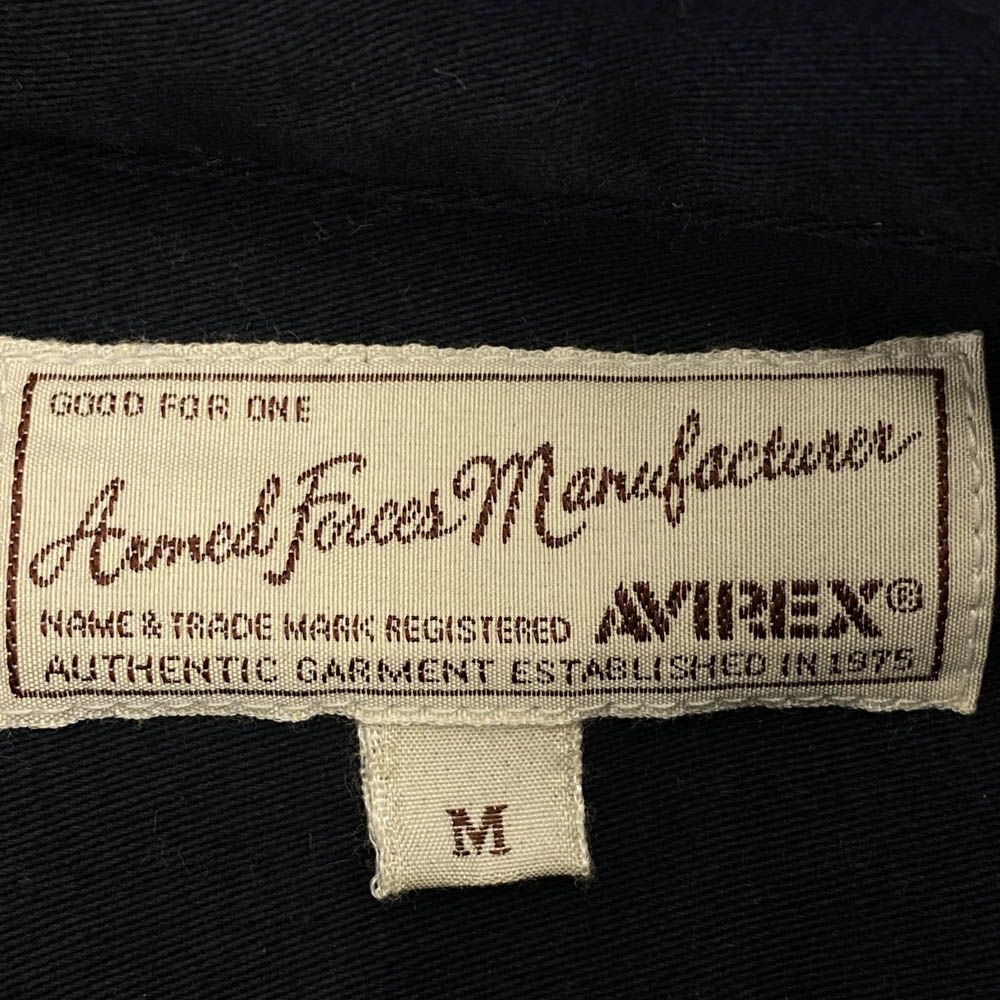 GOOD FOR ONE
Armed Forces Manufacturer
NAME & TRADE MARK REGISTERED AVIREX®
AUTHENTIC GARMENT ESTABLISHED IN 1975
M